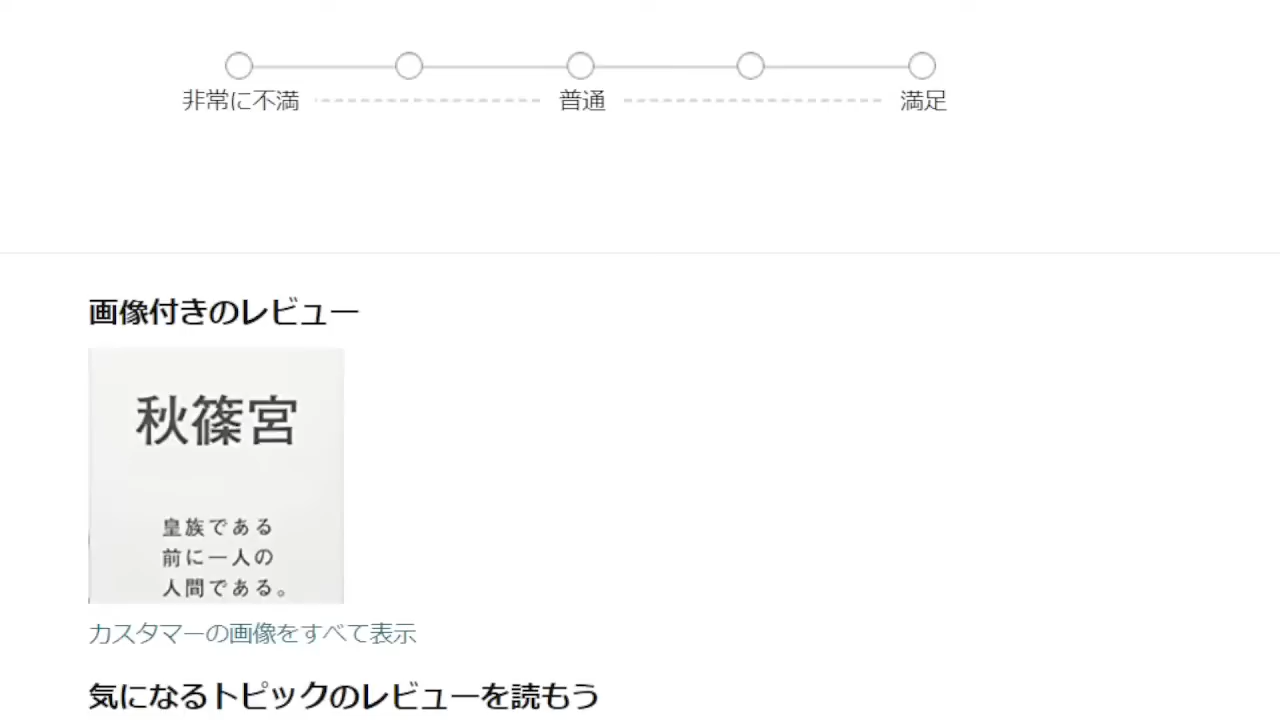 非常に不満 普通 満足
画像付きのレビュー
秋篠宮
皇族である
前に一人の
人間である。
カスタマーの画像をすべて表示
気になるトピックのレビューを読もう